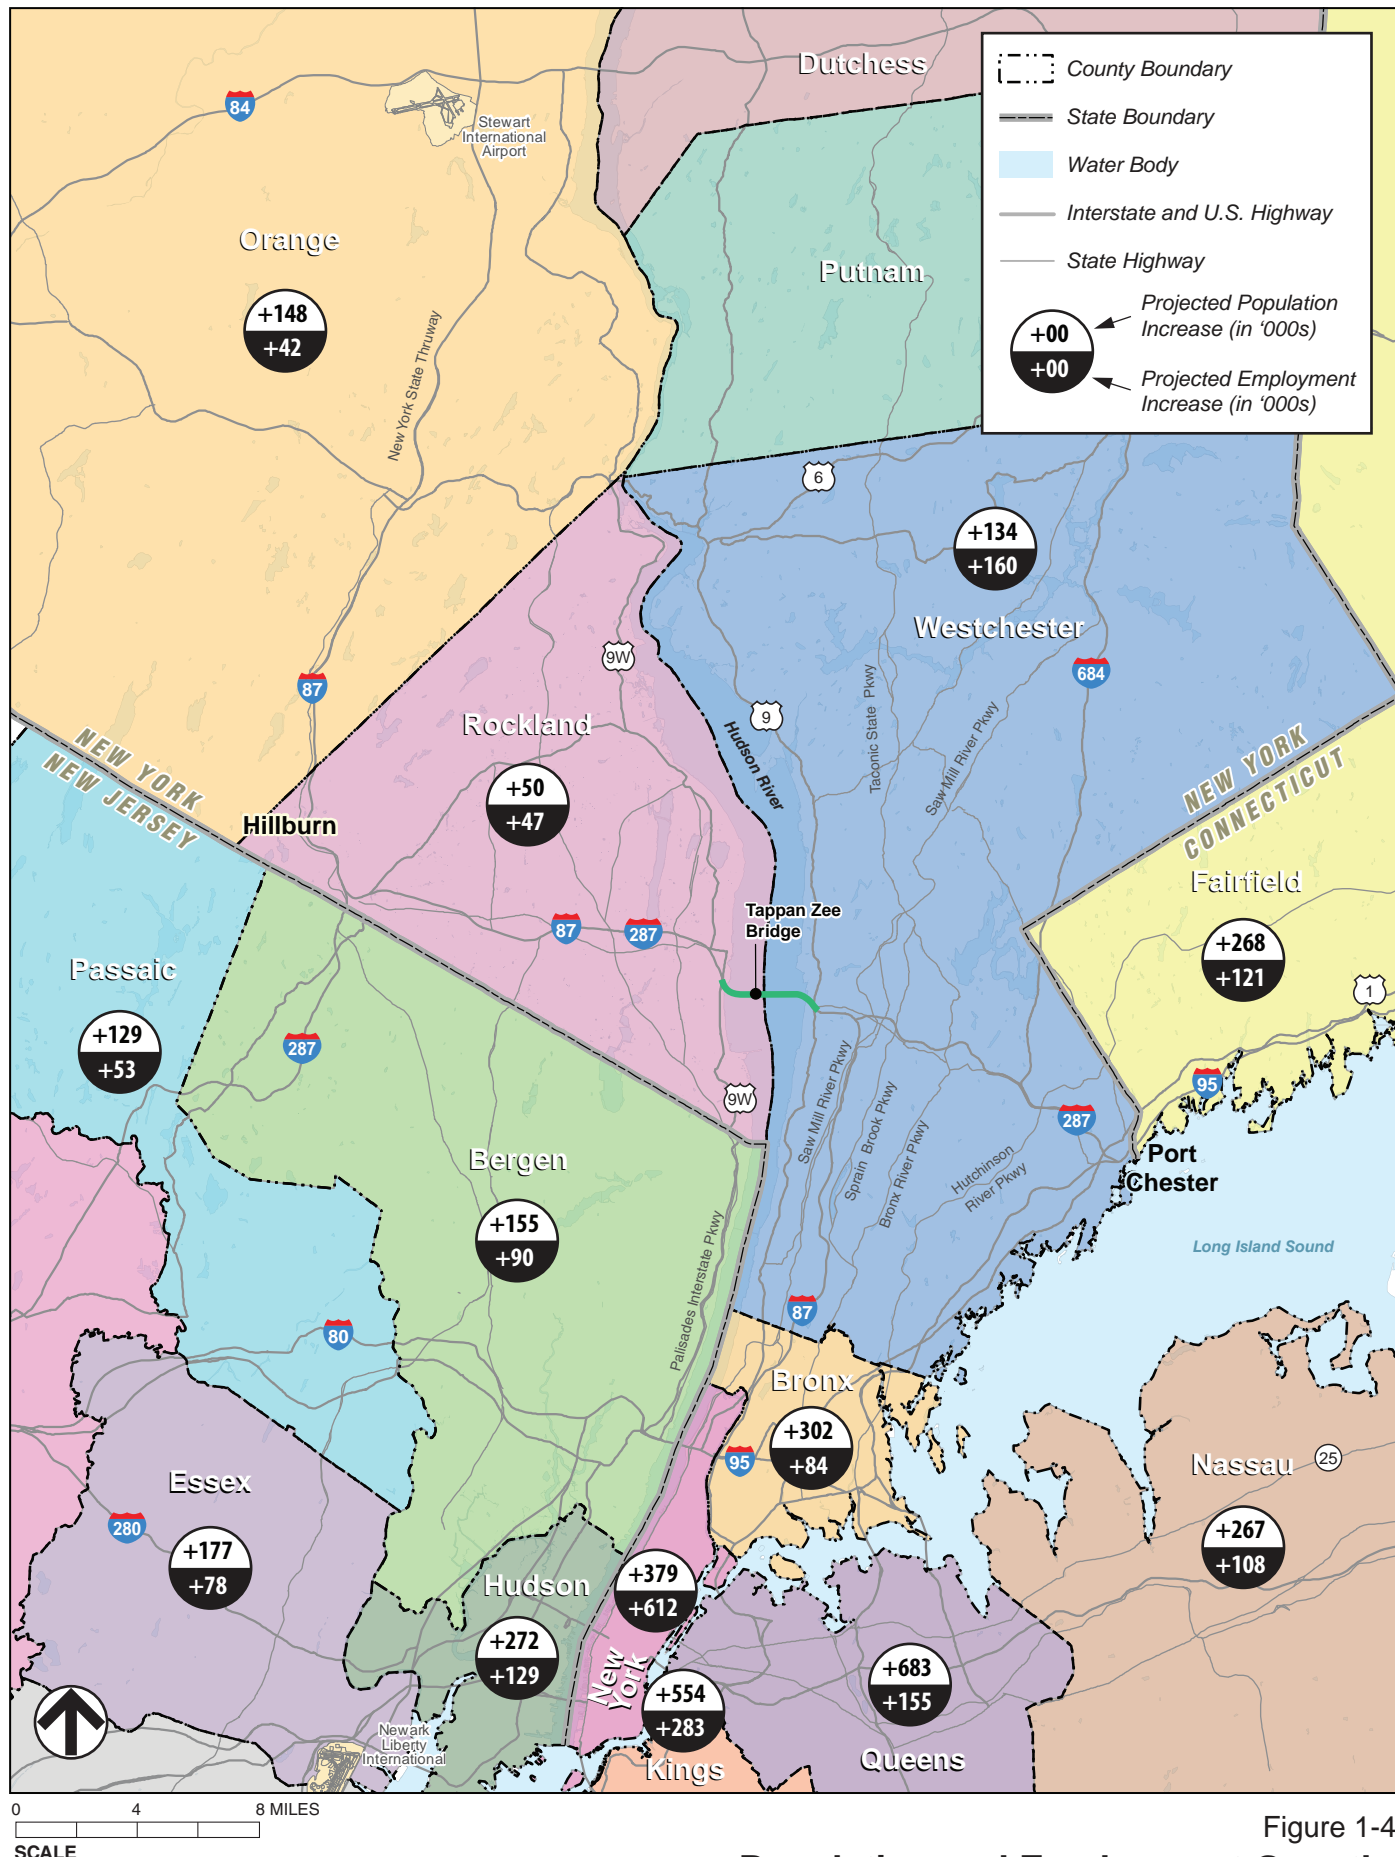 Dutchess
County Boundary
State Boundary
Water Body
Interstate and U.S. Highway
State Highway
+00
+00
Projected Population
Increase (in ‘000s)
Projected Employment
Increase (in ‘000s)
84
Stewart
International
Airport
Orange
+148
+42
New York State Thruway
Putnam
6
+134
+160
Westchester
9W
684
87
9
Rockland
+50
+47
Hudson River
Taconic State Pkwy
Saw Mill River Pkwy
NEW YORK
NEW JERSEY
NEW YORK
CONNECTICUT
Hillburn
Fairfield
+268
+121
Tappan Zee
Bridge
87
287
Passaic
+129
+53
1
287
95
9W
287
Saw Mill River Pkwy
Sprain Brook Pkwy
Bronx River Pkwy
Hutchinson
River Pkwy
Port
Chester
Bergen
+155
+90
Palisades Interstate Pkwy
Long Island Sound
87
80
Bronx
+302
+84
95
Nassau
25
+267
+108
Essex
280
+177
+78
Hudson
+272
+129
+379
+612
New
York
+683
+155
Queens
+554
+283
Kings
Newark
Liberty
International
0 4 8 MILES
SCALE
Figure 1-4